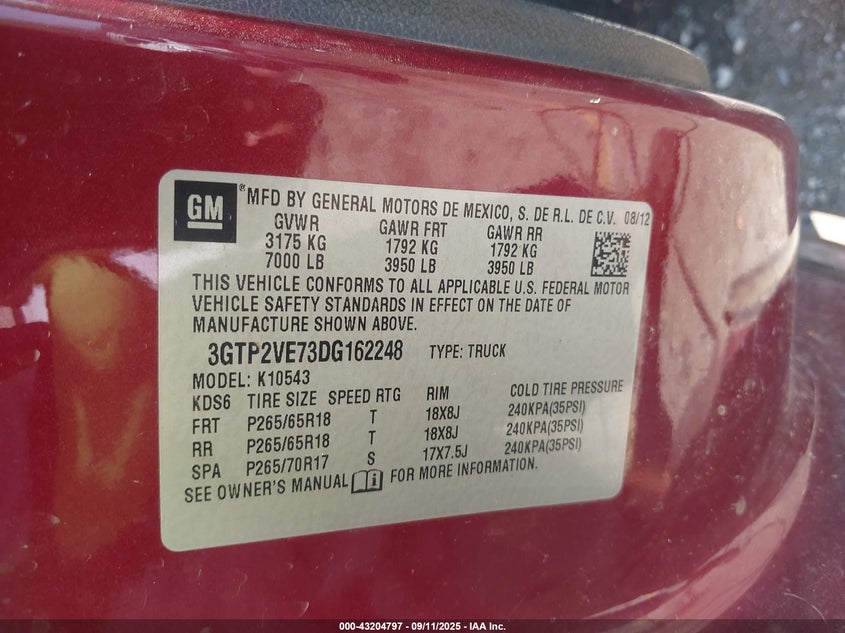 GM
® MFD BY GENERAL MOTORS DE MEXICO, S. DE R.L. DE C.V. 08/12
GVWR GAWR FRT GAWR RR
3175 KG 1792 KG 1792 KG
7000 LB 3950 LB 3950 LB
THIS VEHICLE CONFORMS TO ALL APPLICABLE U.S. FEDERAL MOTOR
VEHICLE SAFETY STANDARDS IN EFFECT ON THE DATE OF
MANUFACTURE SHOWN ABOVE.
3GTP2VE73DG162248 TYPE: TRUCK
MODEL: K10543
KDS6 TIRE SIZE SPEED RTG RIM COLD TIRE PRESSURE
FRT P265/65R18 T 18X8J 240KPA(35PSI)
RR P265/65R18 T 18X8J 240KPA(35PSI)
SPA P265/70R17 S 17X7.5J 240KPA(35PSI)
SEE OWNER'S MANUAL FOR MORE INFORMATION.
000-43204797 - 09/11/2025 - IAA Inc.